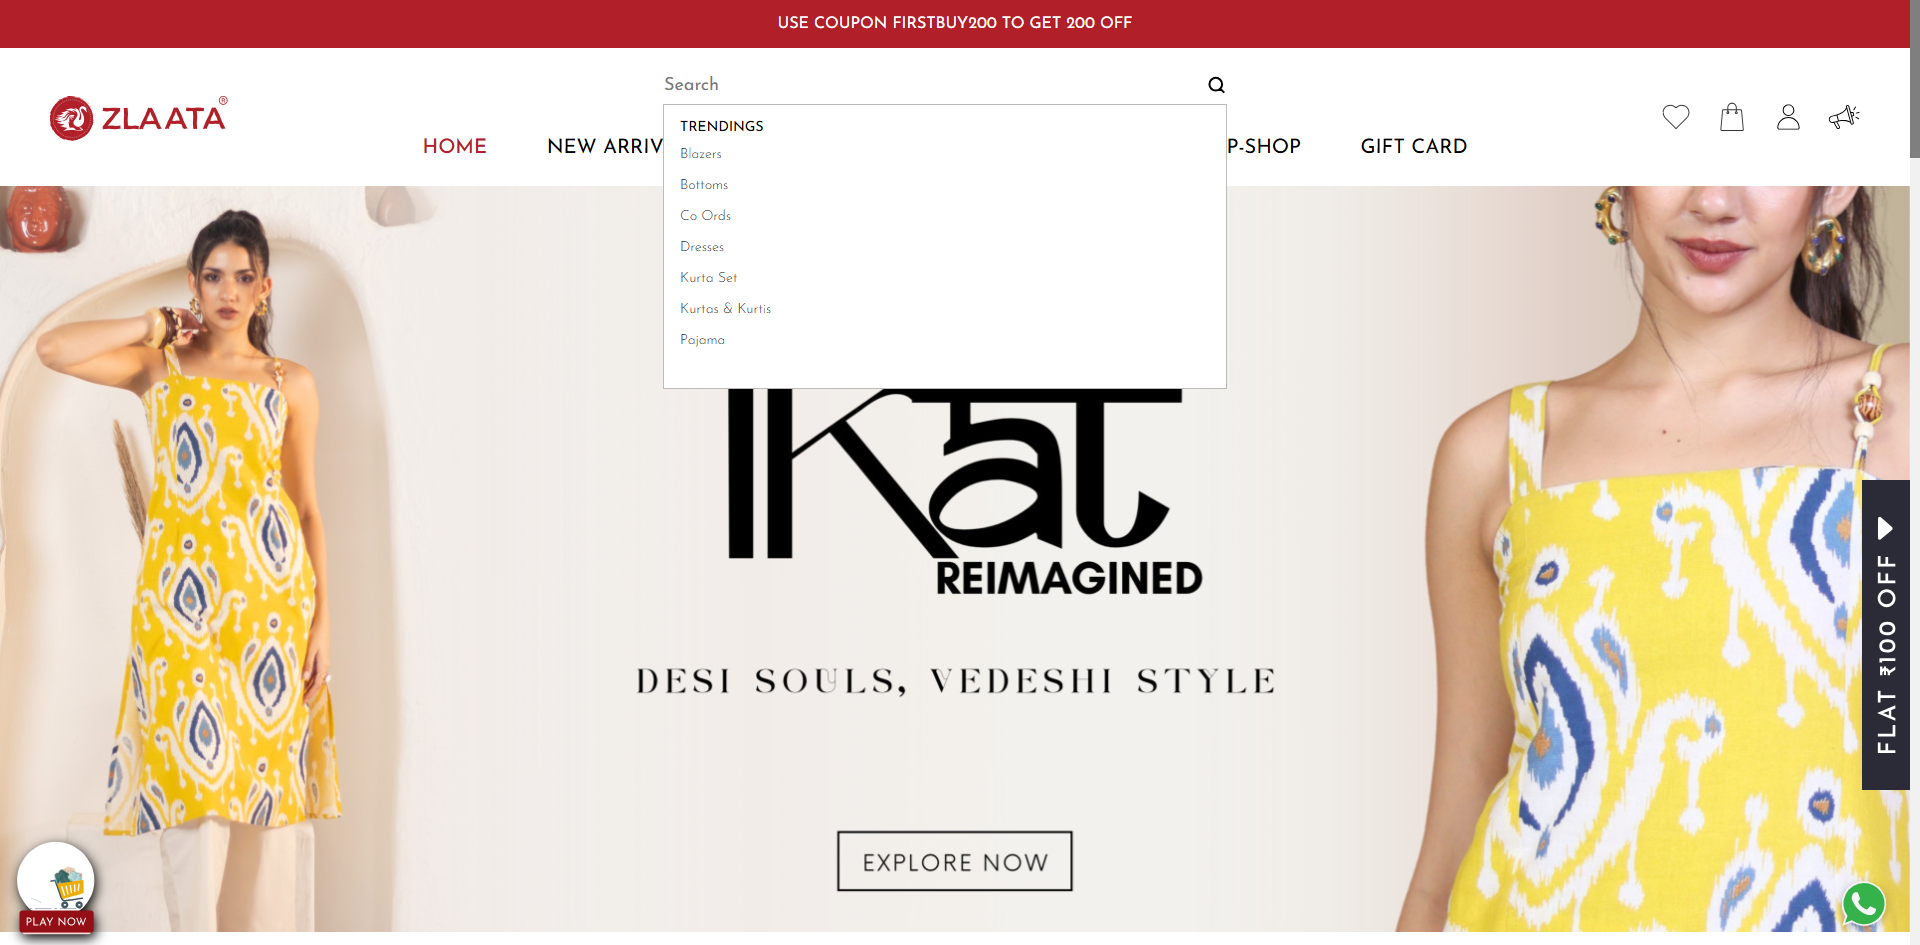 USE COUPON FIRSTBUY200 TO GET 200 OFF
Search
ZLAATA®
HOME
NEW ARRIV
P-SHOP
GIFT CARD
TRENDINGS
Blazers
Bottoms
Co Ords
Dresses
Kurta Set
Kurtas & Kurtis
Pajama
Ikat
REIMAGINED
DESI SOULS, VEDESHI STYLE
EXPLORE NOW
FLAT ₹100 OFF
PLAY NOW